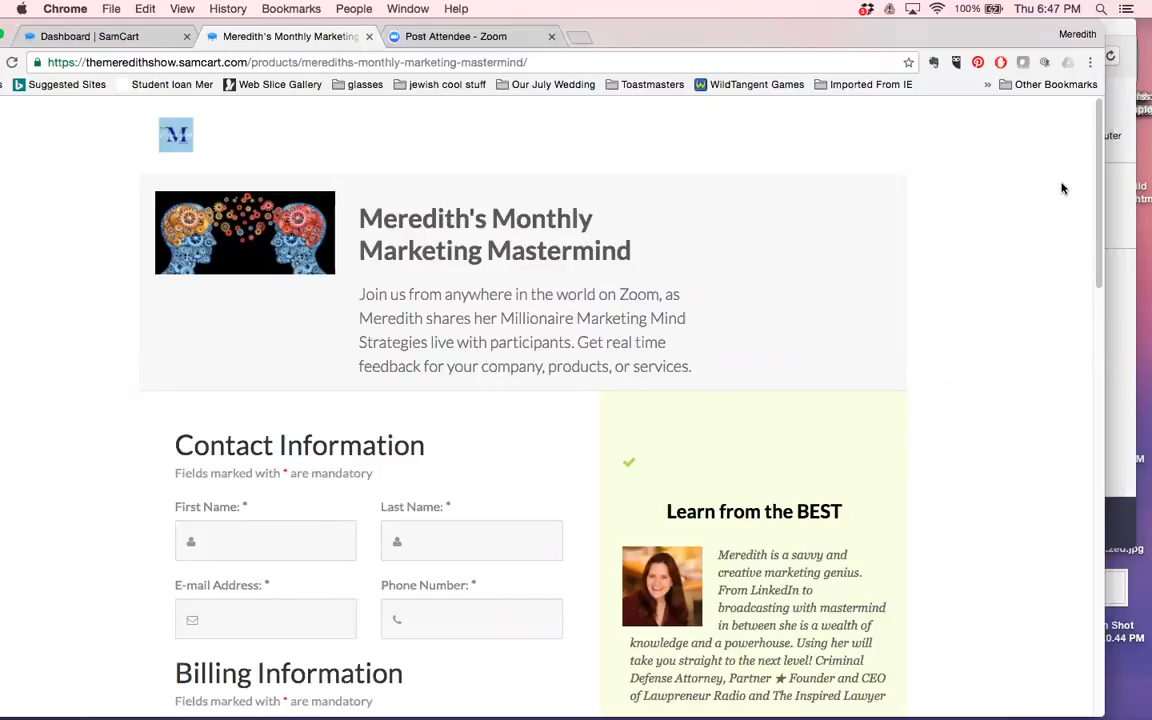 Chrome File Edit View History Bookmarks People Window Help 100% Thu 6:47 PM
Dashboard | SamCart
Meredith's Monthly Marketing
Post Attendee - Zoom
Meredith
https://themeredithshow.samcart.com/products/merediths-monthly-marketing-mastermind/
Suggested Sites Student loan Mer Web Slice Gallery glasses jewish cool stuff Our July Wedding Toastmasters WildTangent Games Imported From IE » Other Bookmarks
M
Meredith's Monthly
Marketing Mastermind
Join us from anywhere in the world on Zoom, as
Meredith shares her Millionaire Marketing Mind
Strategies live with participants. Get real time
feedback for your company, products, or services.
Contact Information
Fields marked with * are mandatory
First Name: * Last Name: *
E-mail Address: * Phone Number: *
Billing Information
Fields marked with * are mandatory
Learn from the BEST
Meredith is a savvy and
creative marketing genius.
From LinkedIn to
broadcasting with mastermind
in between she is a wealth of
knowledge and a powerhouse. Using her will
take you straight to the next level! Criminal
Defense Attorney, Partner ★ Founder and CEO
of Lawpreneur Radio and The Inspired Lawyer